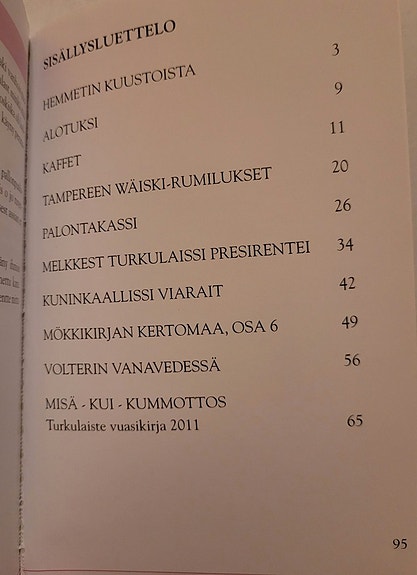 SISÄLLYSLUETTELO
HEMMETIN KUUSTOISTA 3
ALOTUKSI 9
KAFFET 11
TAMPEREEN WÄISKI-RUMILUKSET 20
PALONTAKASSI 26
MELKKEST TURKULAISSI PRESIRENTEI 34
KUNINKAALLISSI VIARAIT 42
MÖKKIKIRJAN KERTOMAA, OSA 6 49
VOLTERIN VANAVEDESSÄ 56
MISÄ - KUI - KUMMOTTOS
Turkulaiste vuasikirja 2011 65
95